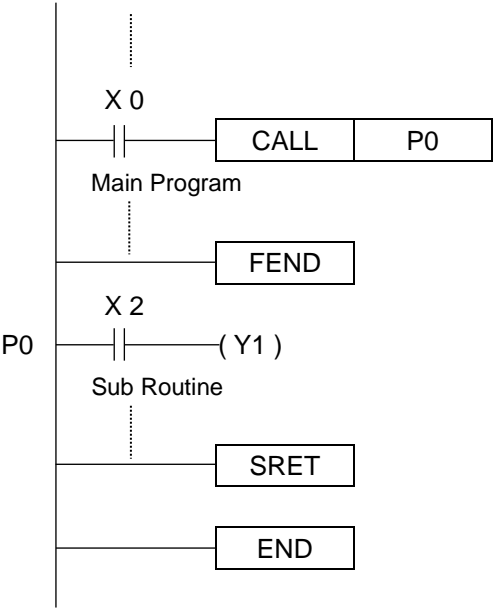 X 0
CALL P0
Main Program
FEND
X 2
P0 ( Y1 )
Sub Routine
SRET
END